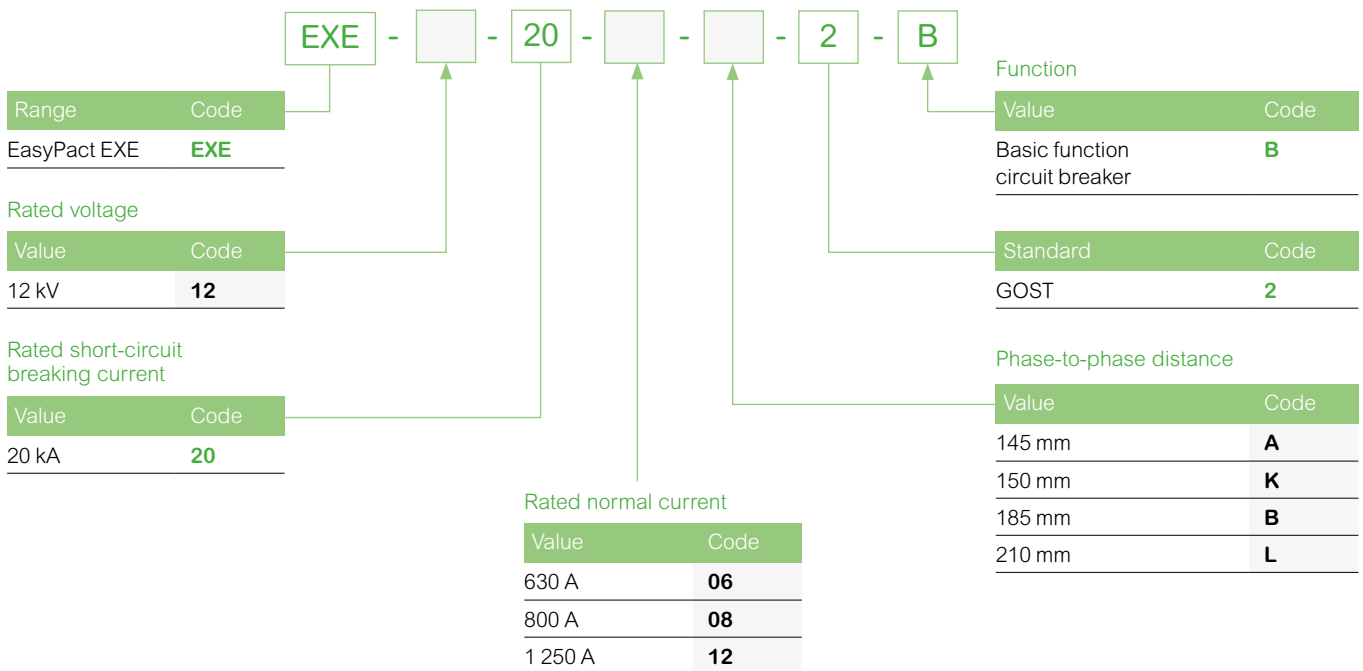 EXE - - 20 - - - 2 - B
Range Code
EasyPact EXE EXE
Rated voltage
Value Code
12 kV 12
Rated short-circuit
breaking current
Value Code
20 kA 20
Rated normal current
Value Code
630 A 06
800 A 08
1 250 A 12
Function
Value Code
Basic function B
circuit breaker
Standard Code
GOST 2
Phase-to-phase distance
Value Code
145 mm A
150 mm K
185 mm B
210 mm L